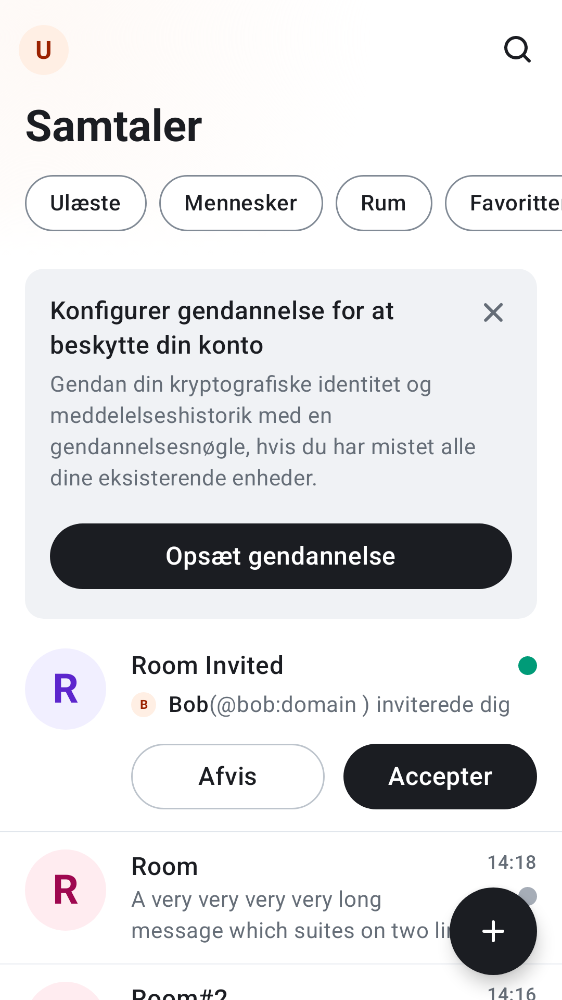 U
Samtaler
Ulæste Mennesker Rum Favoritter
Konfigurer gendannelse for at
beskytte din konto
Gendan din kryptografiske identitet og
meddelelseshistorik med en
gendannelsesnøgle, hvis du har mistet alle
dine eksisterende enheder.
Opsæt gendannelse
R
Room Invited
B Bob(@bob:domain ) inviterede dig
Afvis Accepter
R
Room 14:18
A very very very very long
message which suites on two
Room#2 14:16